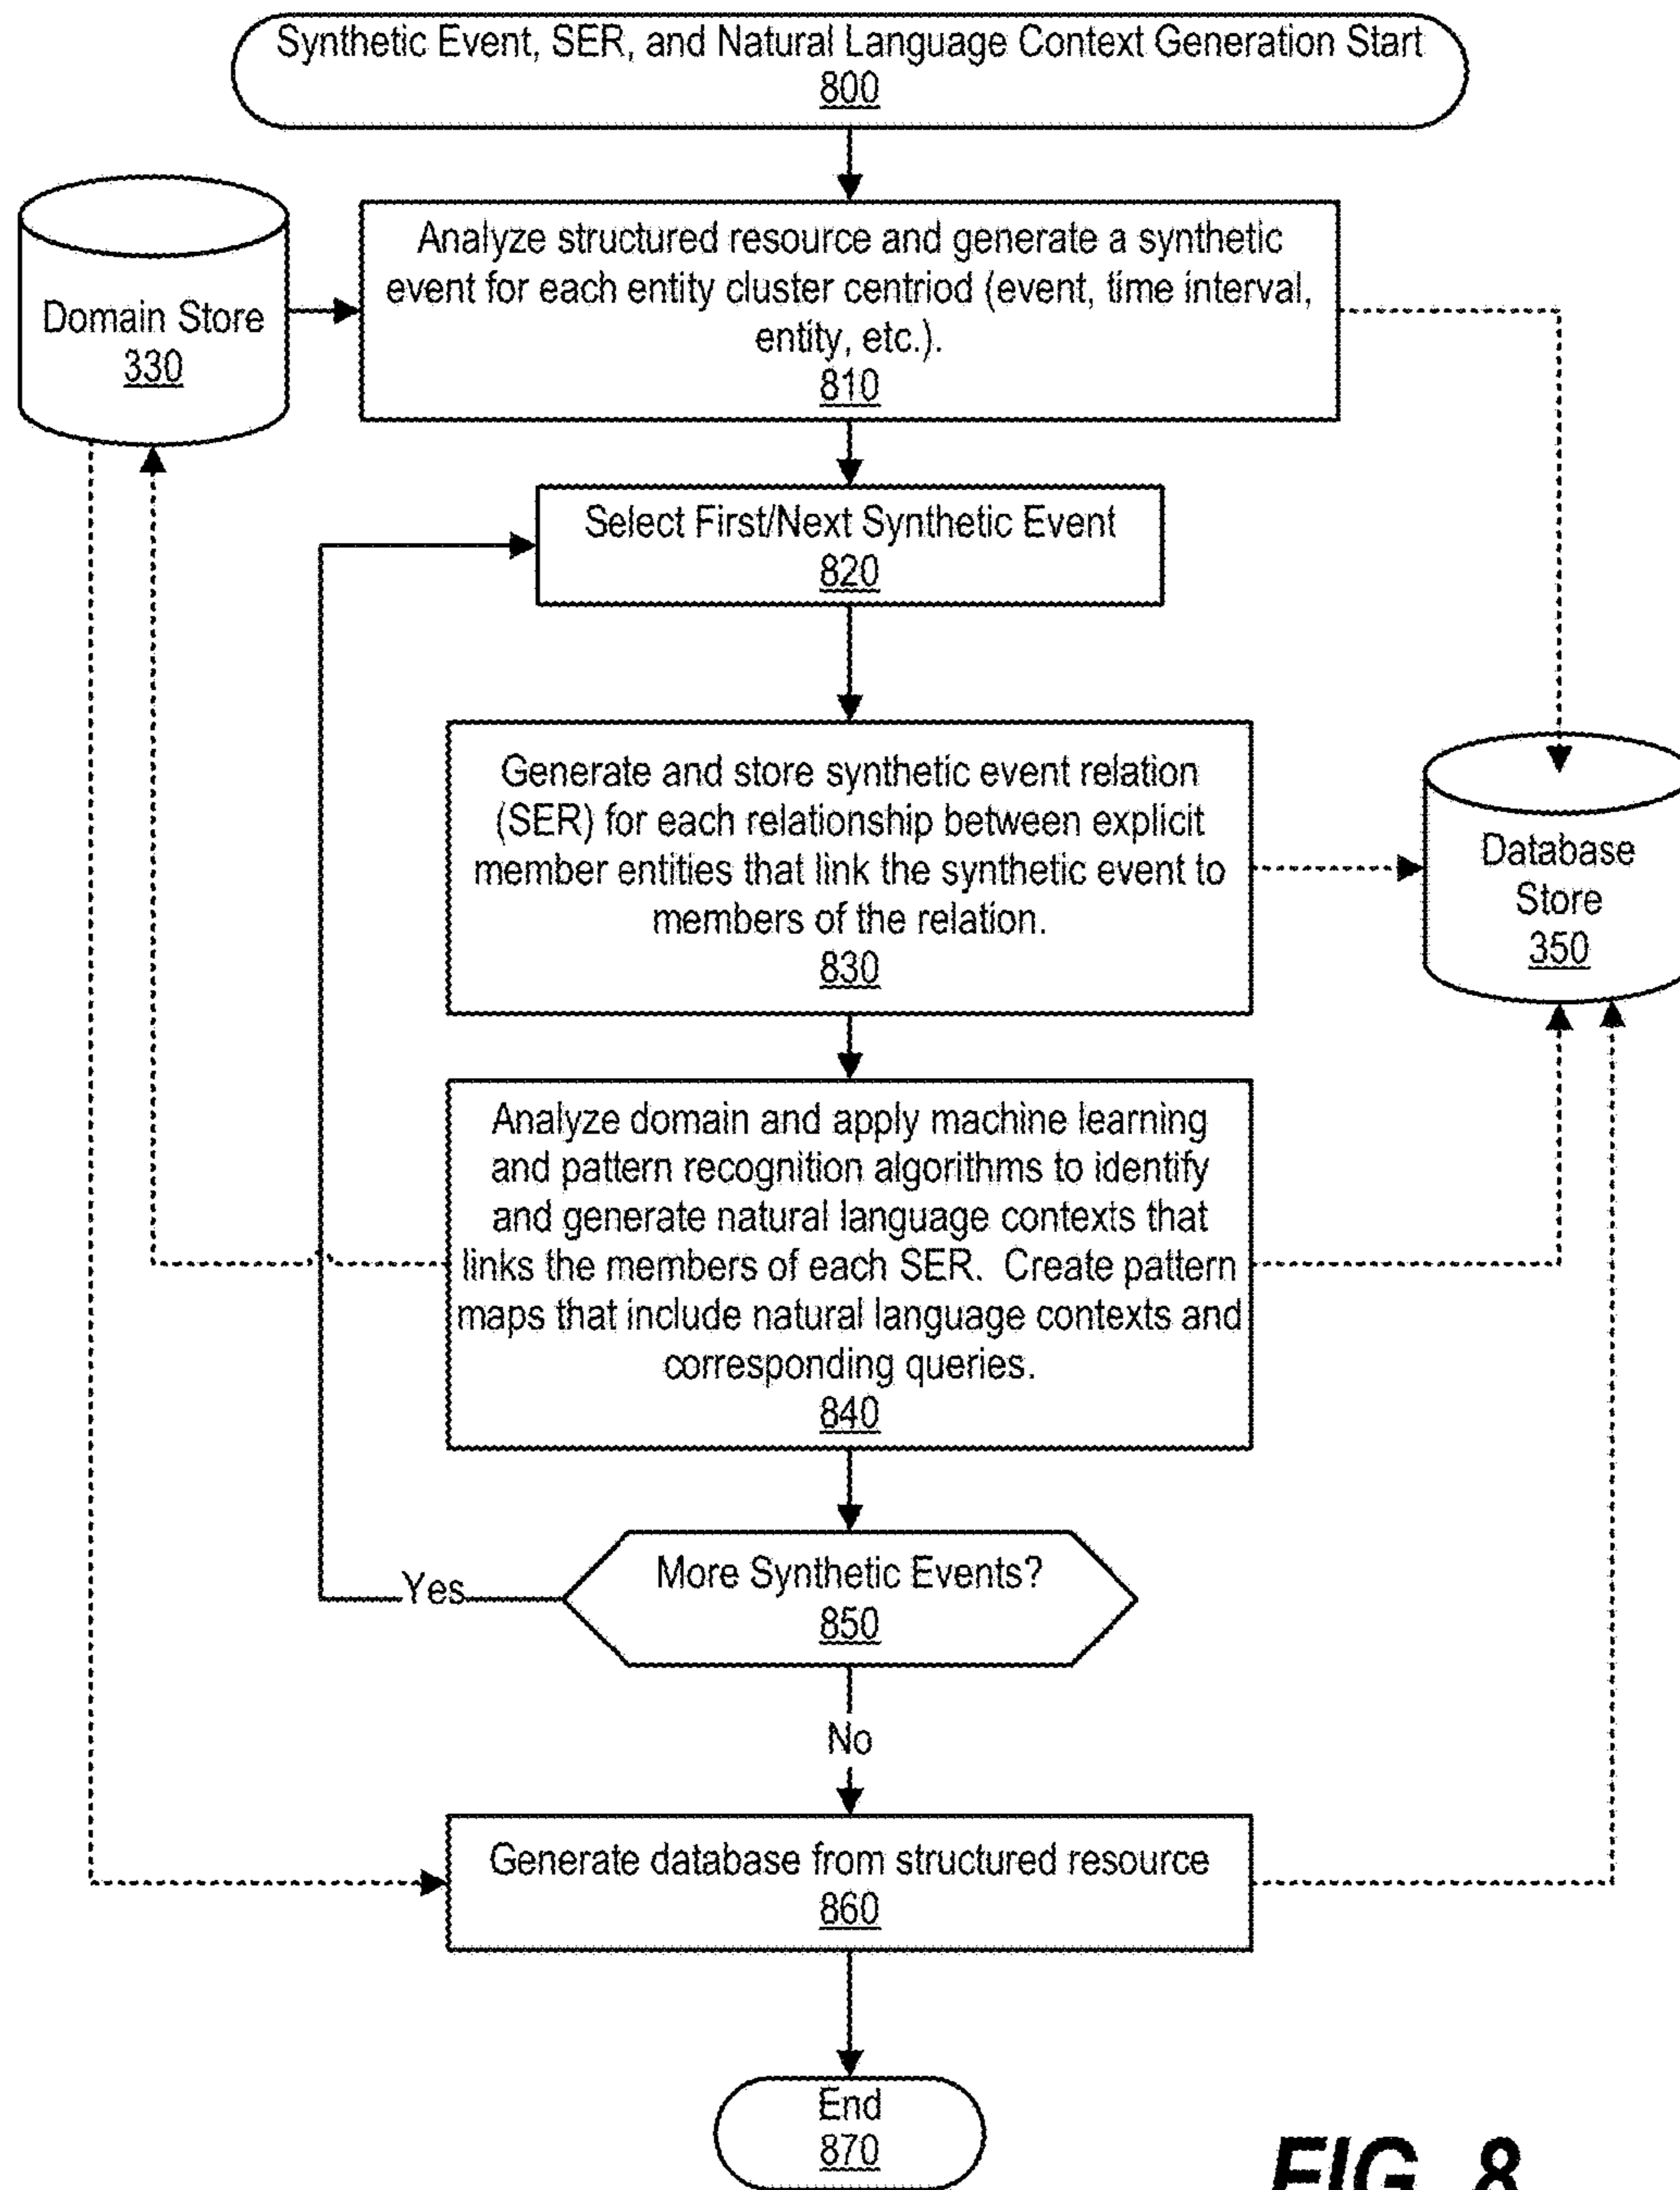 Synthetic Event, SER, and Natural Language Context Generation Start
800
Domain Store
330
Analyze structured resource and generate a synthetic
event for each entity cluster centriod (event, time interval,
entity, etc.).
810
Select First/Next Synthetic Event
820
Generate and store synthetic event relation
(SER) for each relationship between explicit
member entities that link the synthetic event to
members of the relation.
830
Database
Store
350
Analyze domain and apply machine learning
and pattern recognition algorithms to identify
and generate natural language contexts that
links the members of each SER. Create pattern
maps that include natural language contexts and
corresponding queries.
840
More Synthetic Events?
850
Yes
No
Generate database from structured resource
860
End
870
FIG. 8